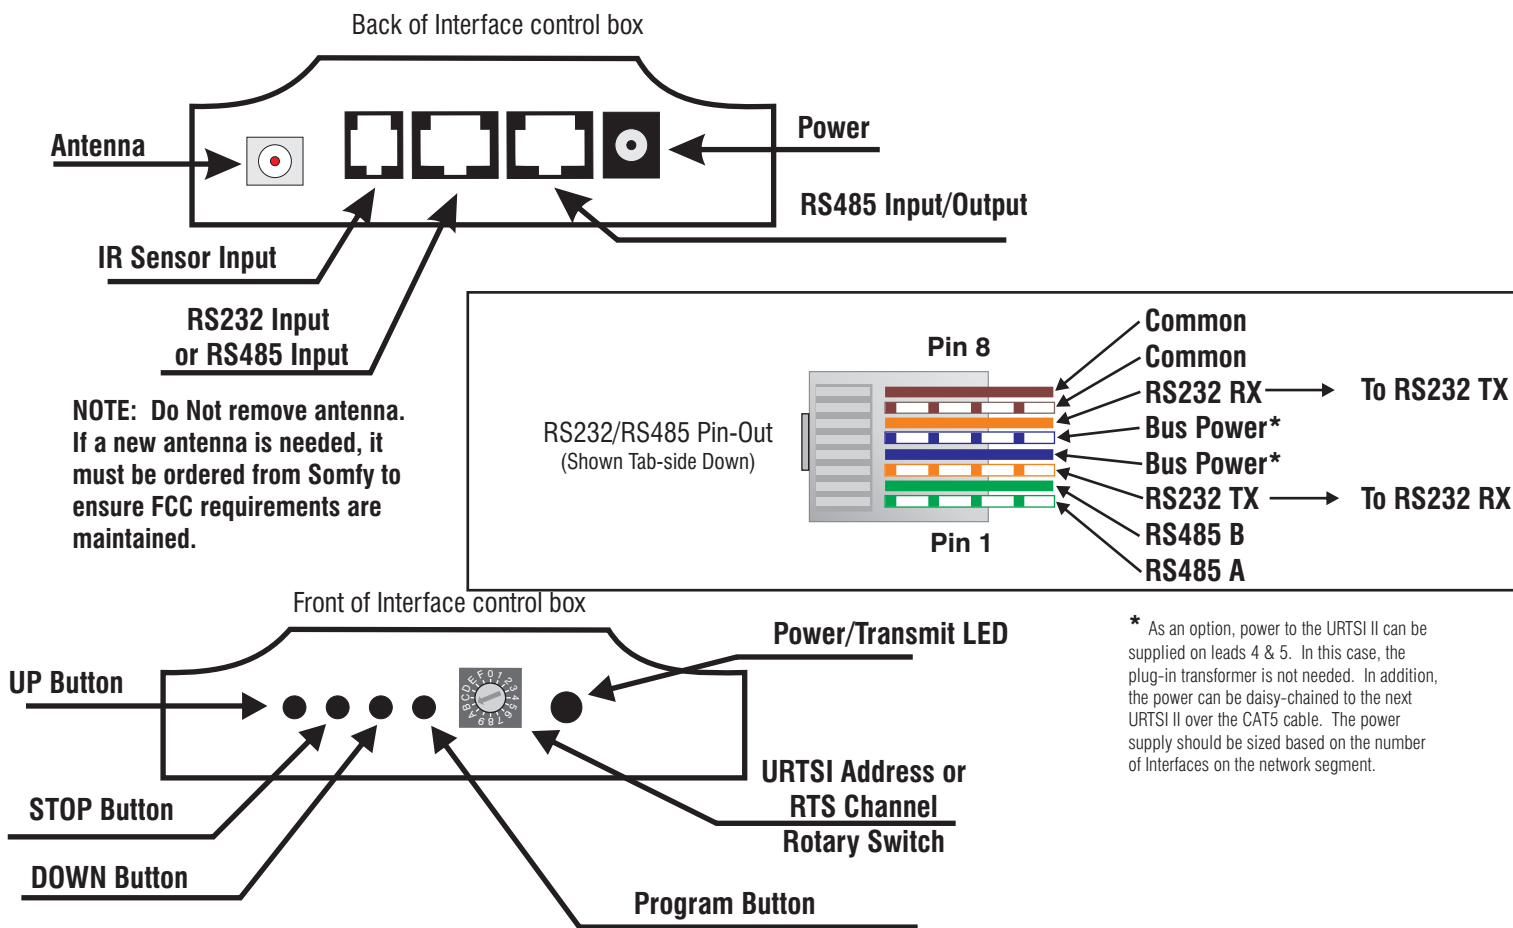 Back of Interface control box
Antenna
Power
RS485 Input/Output
IR Sensor Input
RS232 Input
or RS485 Input
NOTE:  Do Not remove antenna.
If a new antenna is needed, it
must be ordered from Somfy to
ensure FCC requirements are
maintained.
RS232/RS485 Pin-Out
(Shown Tab-side Down)
Pin 8
Pin 1
Common
Common
RS232 RX
To RS232 TX
Bus Power*
Bus Power*
RS232 TX
To RS232 RX
RS485 B
RS485 A
Front of Interface control box
UP Button
STOP Button
DOWN Button
Program Button
0123456789ABCDEF
Power/Transmit LED
URTSI Address or
RTS Channel
Rotary Switch
* As an option, power to the URTSI II can be
supplied on leads 4 & 5.  In this case, the
plug-in transformer is not needed.  In addition,
the power can be daisy-chained to the next
URTSI II over the CAT5 cable.  The power
supply should be sized based on the number
of Interfaces on the network segment.